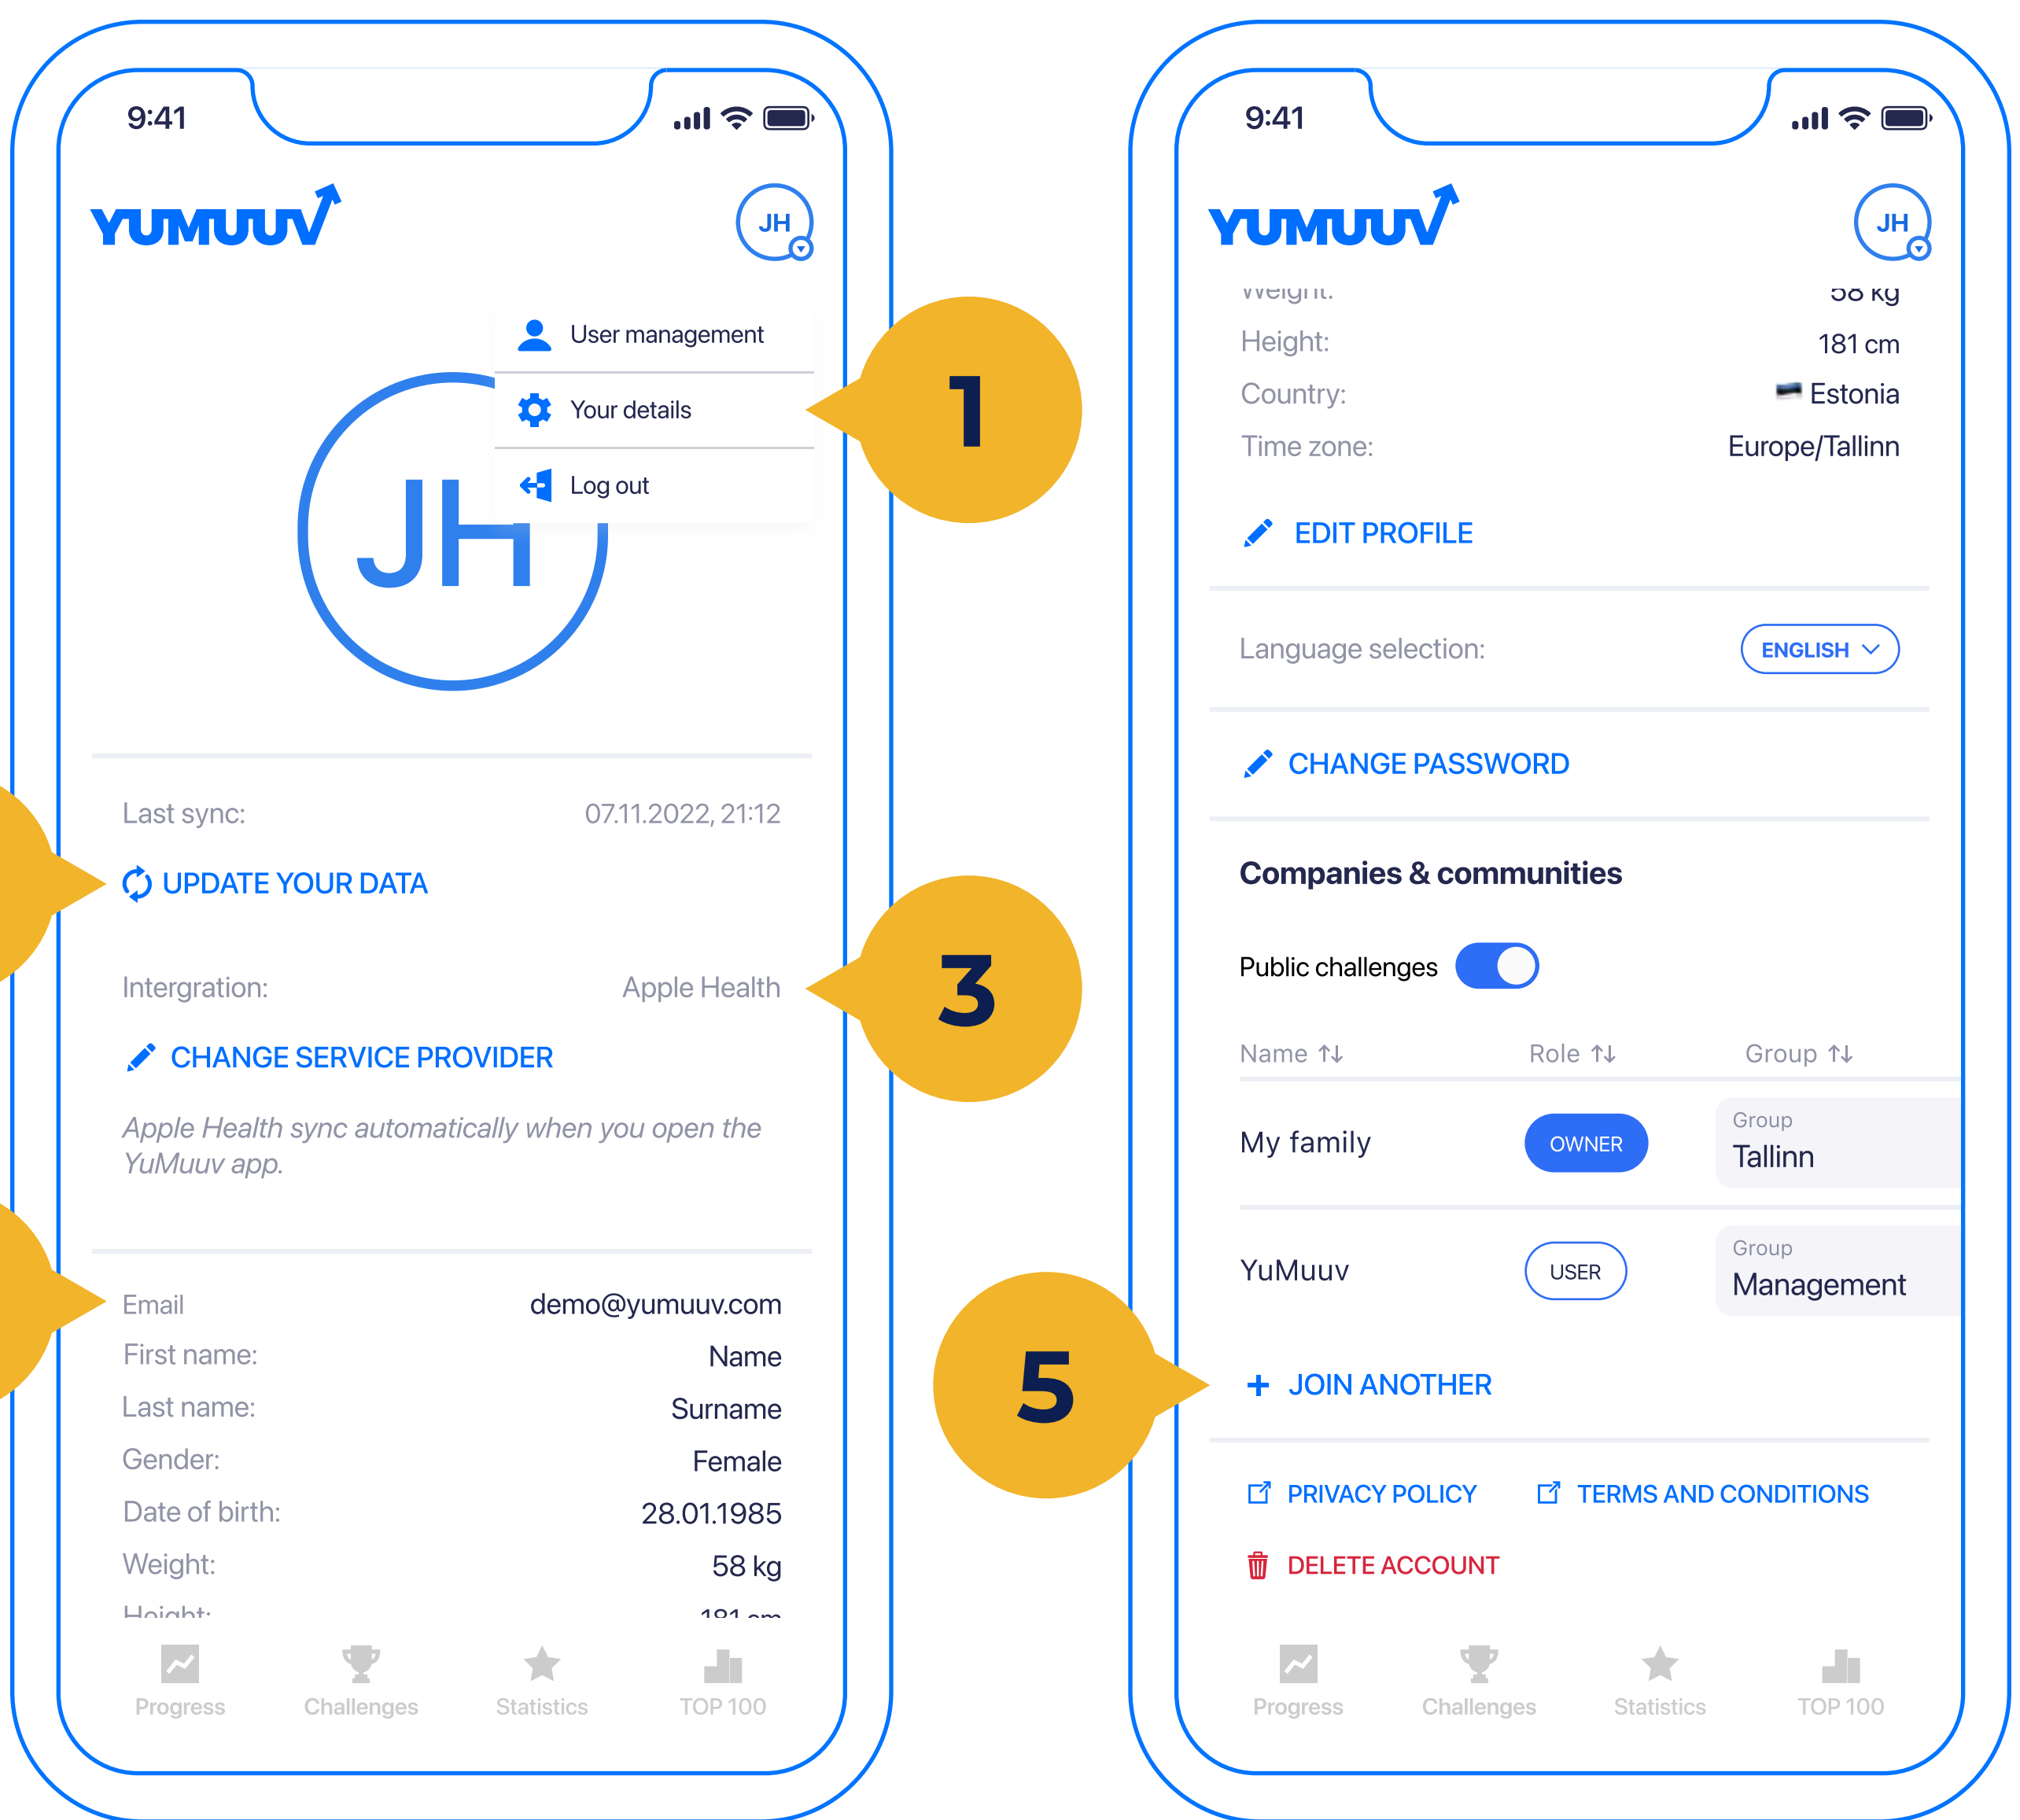 9:41
YUMUUV
JH
User management
Your details
Log out
JH
1
Last sync: 07.11.2022, 21:12
UPDATE YOUR DATA
Intergration: Apple Health
3
CHANGE SERVICE PROVIDER
Apple Health sync automatically when you open the
YuMuuv app.
Email demo@yumuuv.com
First name: Name
Last name: Surname
Gender: Female
Date of birth: 28.01.1985
Weight: 58 kg
Height: 181 cm
Progress Challenges Statistics TOP 100
9:41
YUMUUV
JH
Weight: 58 kg
Height: 181 cm
Country: Estonia
Time zone: Europe/Tallinn
EDIT PROFILE
Language selection: ENGLISH
CHANGE PASSWORD
Companies & communities
Public challenges
Name Role Group
My family OWNER Group
Tallinn
YuMuuv USER Group
Management
5
JOIN ANOTHER
PRIVACY POLICY TERMS AND CONDITIONS
DELETE ACCOUNT
Progress Challenges Statistics TOP 100